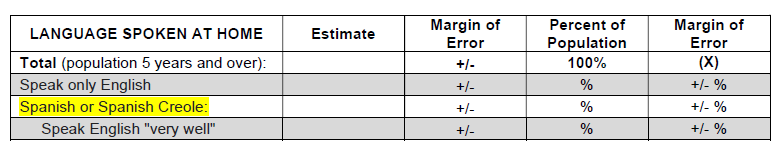 LANGUAGE SPOKEN AT HOME Estimate Margin of Error Percent of Population Margin of Error
Total (population 5 years and over): +/- 100% (X)
Speak only English +/- % +/- %
Spanish or Spanish Creole: +/- % +/- %
Speak English "very well" +/- % +/- %